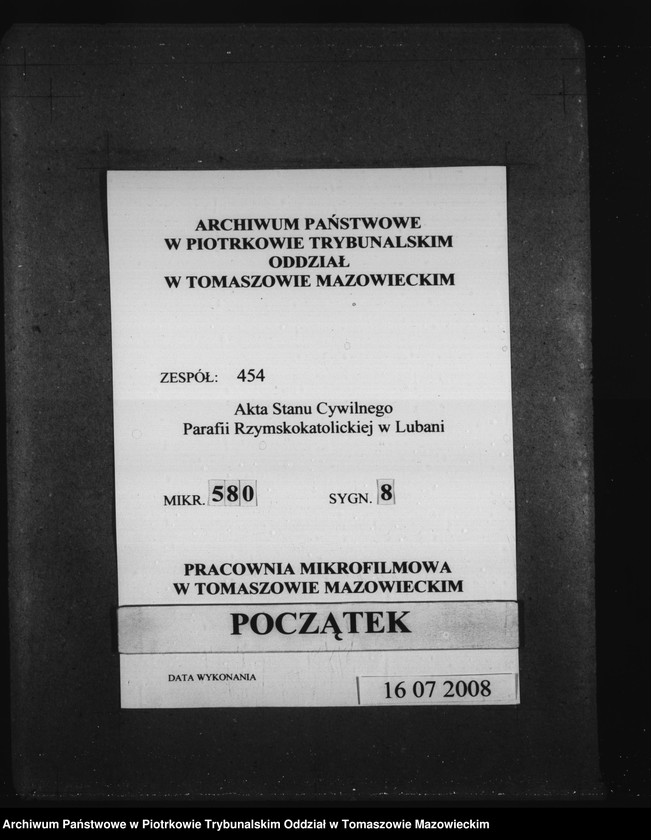 ARCHIWUM PAŃSTWOWE
W PIOTRKOWIE TRYBUNALSKIM
ODDZIAŁ
W TOMASZOWIE MAZOWIECKIM
ZESPÓŁ: 454
Akta Stanu Cywilnego
Parafii Rzymskokatolickiej w Lubani
MIKR. 580 SYGN. 8
PRACOWNIA MIKROFILMOWA
W TOMASZOWIE MAZOWIECKIM
POCZĄTEK
DATA WYKONANIA
16 07 2008
Archiwum Państwowe w Piotrkowie Trybunalskim Oddział w Tomaszowie Mazowieckim